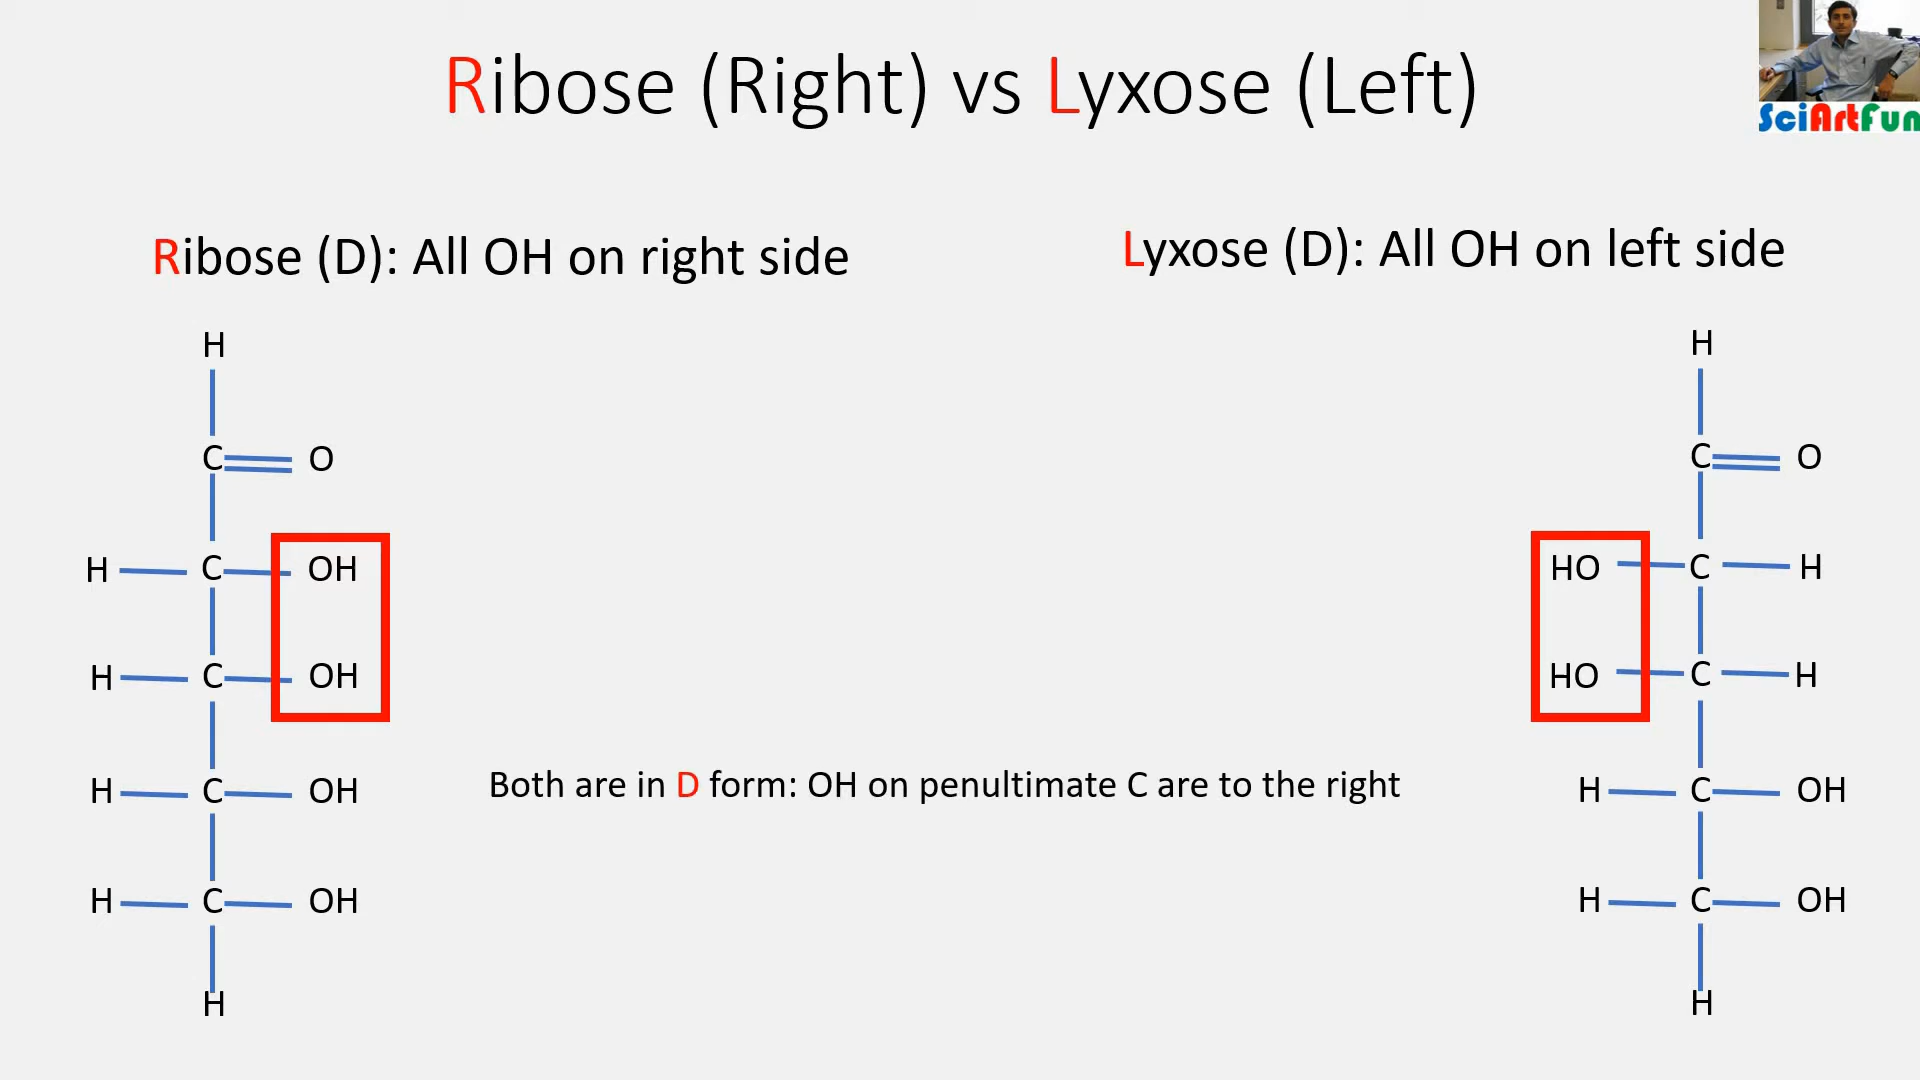 Ribose (Right) vs Lyxose (Left)
SciArtFun
Ribose (D): All OH on right side
Lyxose (D): All OH on left side
H
C O
H C OH
H C OH
H C OH
H C OH
H
H
C O
HO C H
HO C H
H C OH
H C OH
H
Both are in D form: OH on penultimate C are to the right